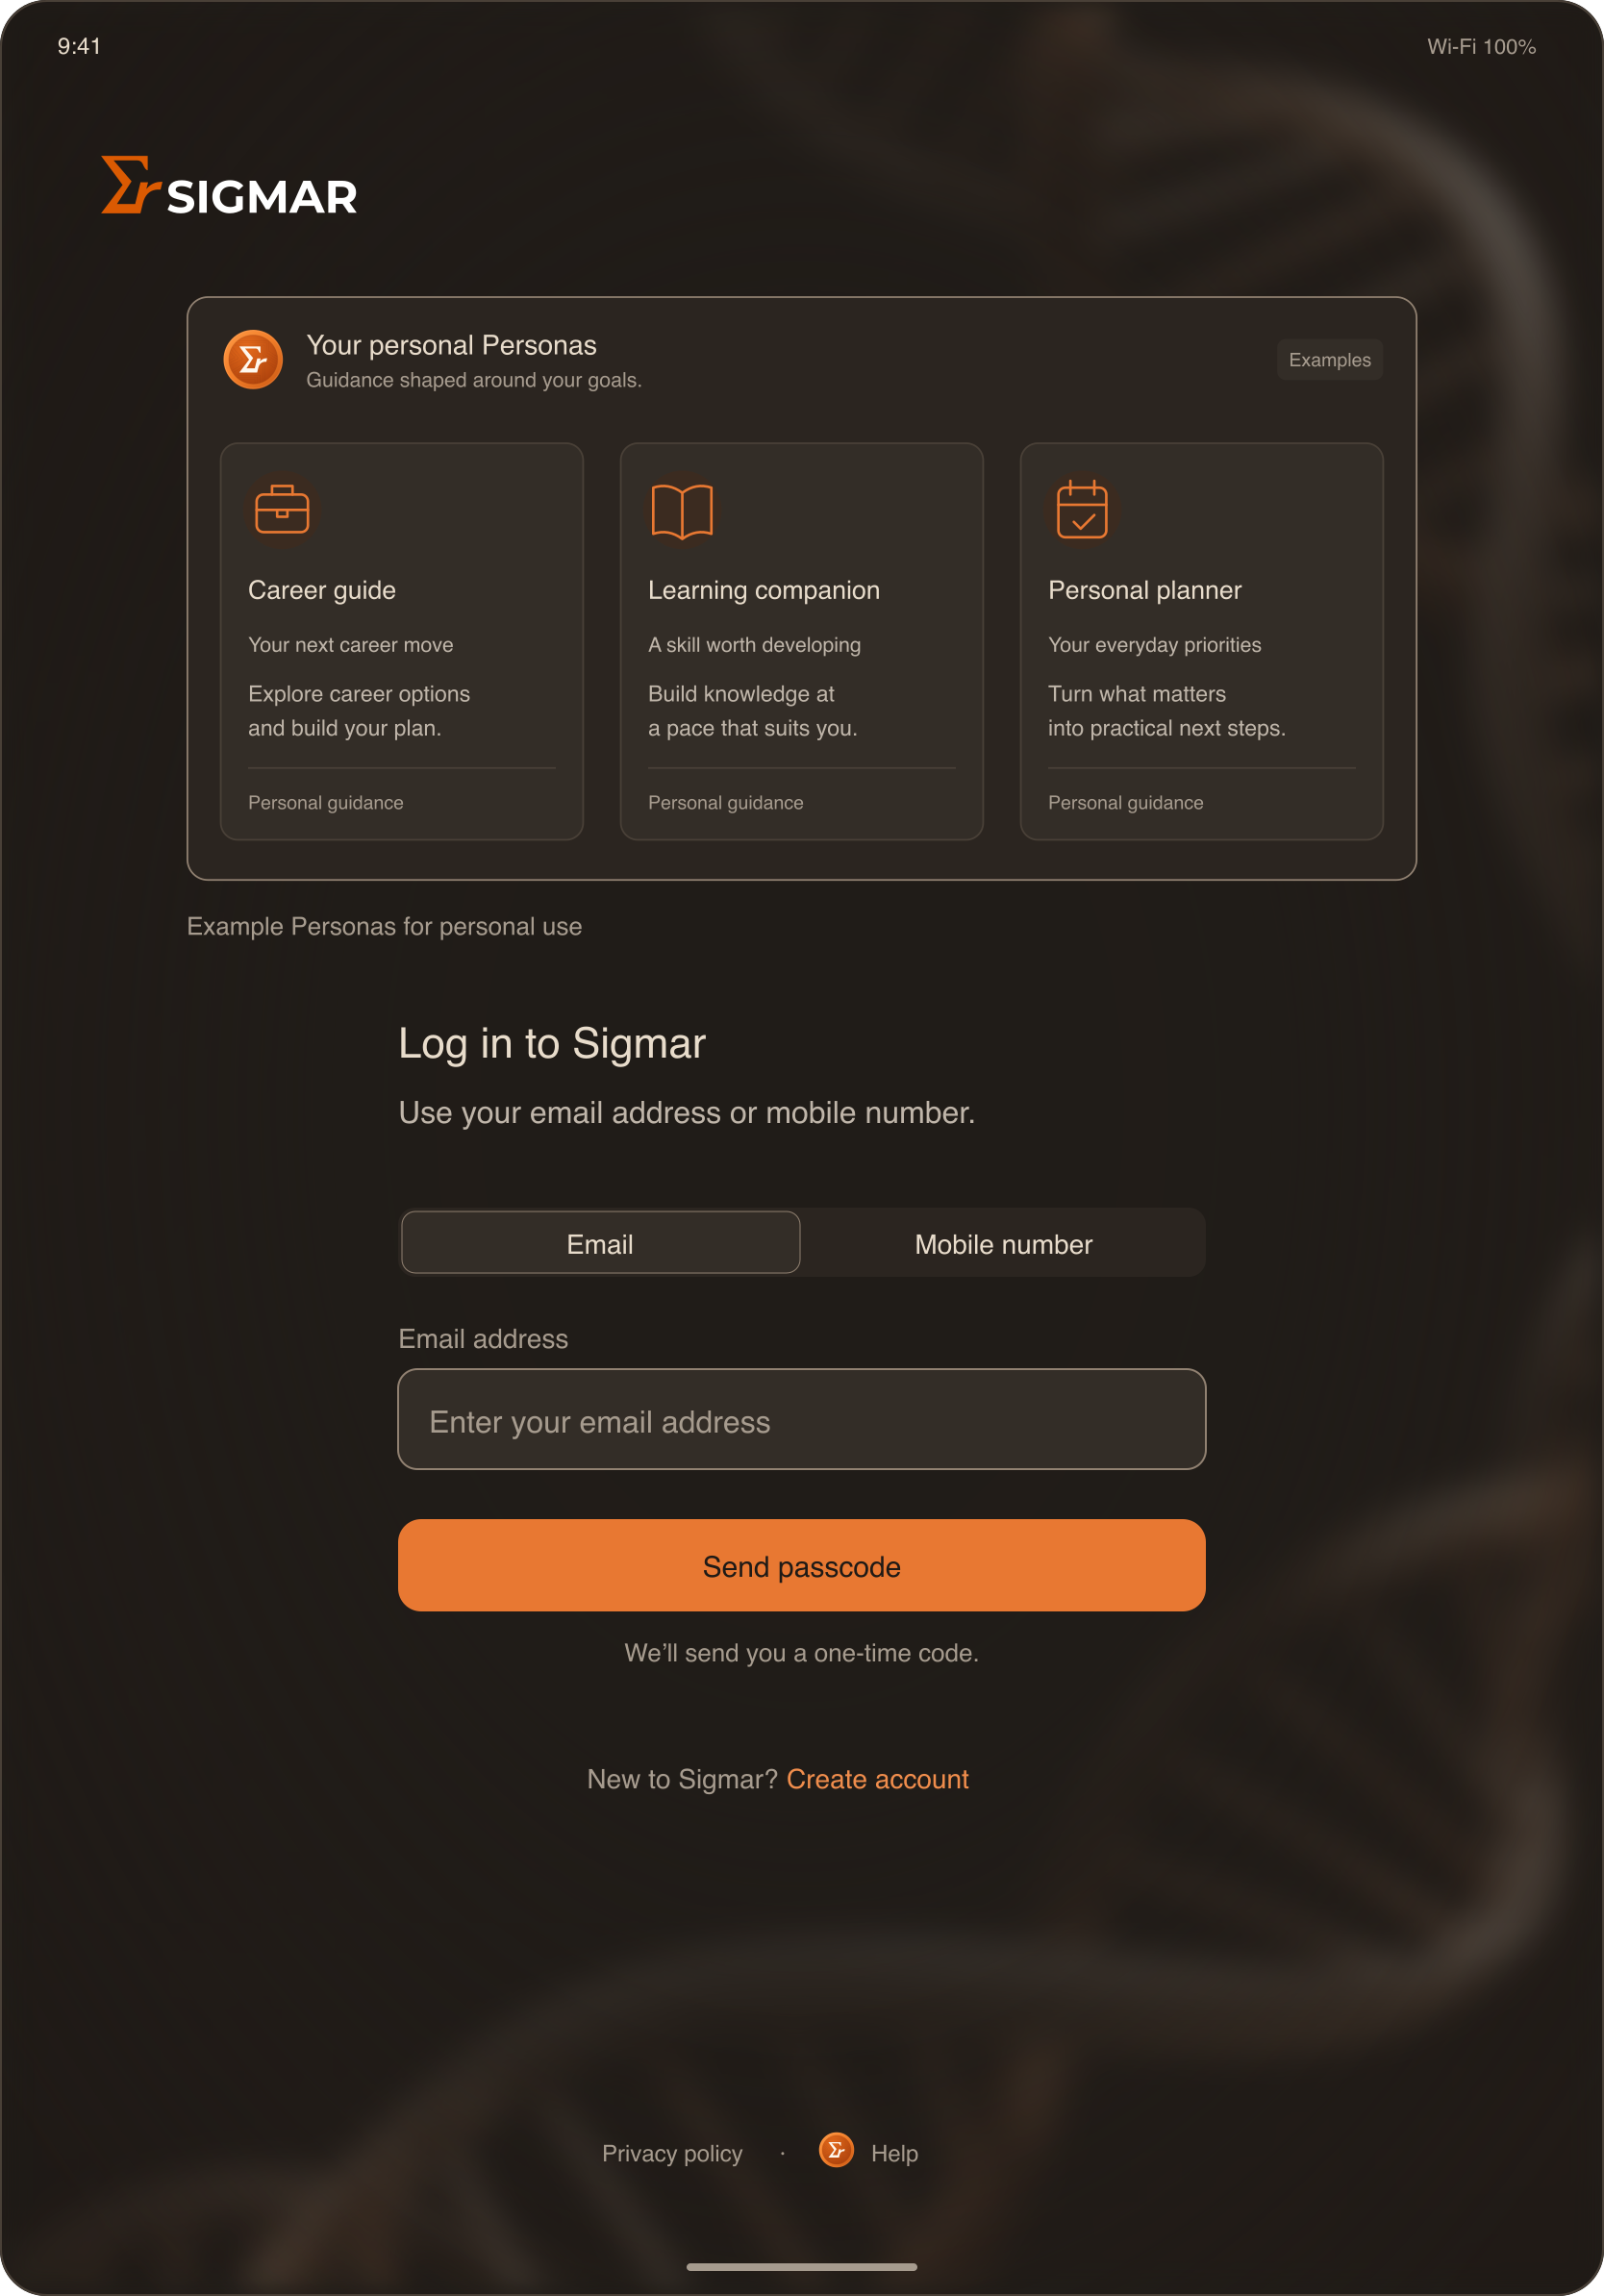 9:41
Wi-Fi 100%
Σr SIGMAR
Σr
Your personal Personas
Guidance shaped around your goals.
Examples
Career guide
Your next career move
Explore career options
and build your plan.
Personal guidance
Learning companion
A skill worth developing
Build knowledge at
a pace that suits you.
Personal guidance
Personal planner
Your everyday priorities
Turn what matters
into practical next steps.
Personal guidance
Example Personas for personal use
Log in to Sigmar
Use your email address or mobile number.
Email
Mobile number
Email address
Enter your email address
Send passcode
We’ll send you a one-time code.
New to Sigmar? Create account
Privacy policy · Σr Help